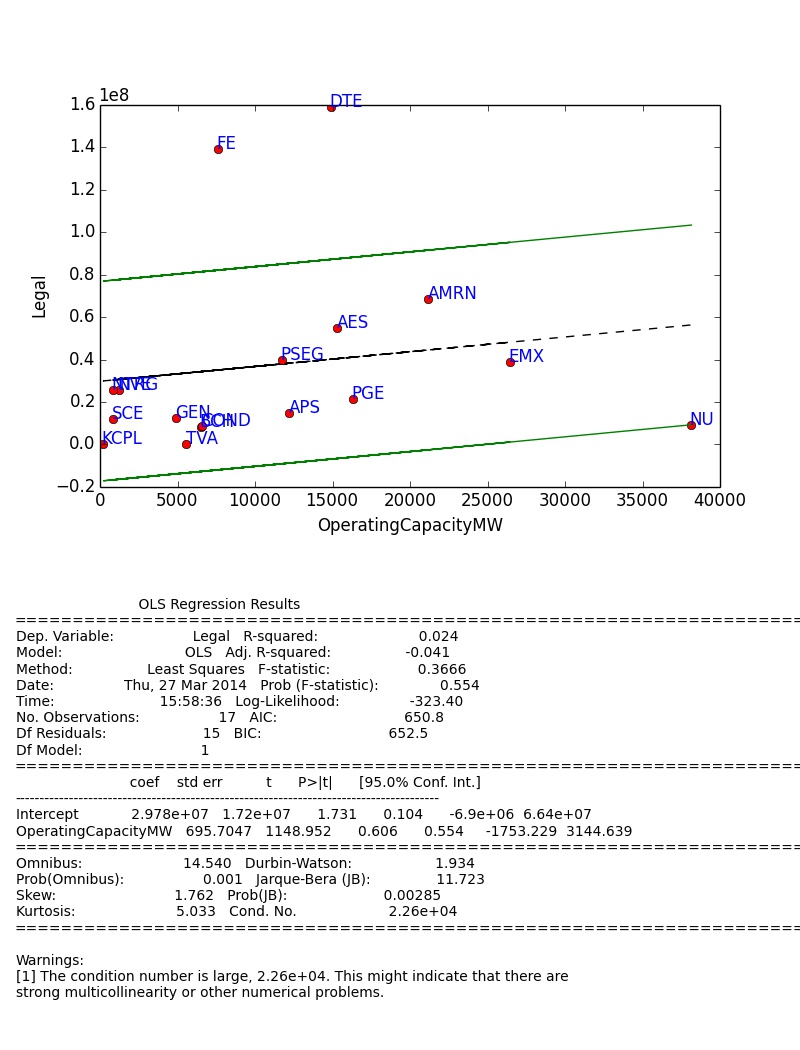 1e8
1.6
1.4
1.2
1.0
0.8
0.6
0.4
0.2
0.0
−0.2
Legal
DTE
FE
AMRN
AES
PSEG
EMX
PGE
APS
SCE
GEN
NU
KCPL
TVA
0 5000 10000 15000 20000 25000 30000 35000 40000
OperatingCapacityMW
OLS Regression Results
==============================================================================
Dep. Variable: Legal R-squared: 0.024
Model: OLS Adj. R-squared: -0.041
Method: Least Squares F-statistic: 0.3666
Date: Thu, 27 Mar 2014 Prob (F-statistic): 0.554
Time: 15:58:36 Log-Likelihood: -323.40
No. Observations: 17 AIC: 650.8
Df Residuals: 15 BIC: 652.5
Df Model: 1
==============================================================================
coef std err t P>|t| [95.0% Conf. Int.]
------------------------------------------------------------------------------------------
Intercept 2.978e+07 1.72e+07 1.731 0.104 -6.9e+06 6.64e+07
OperatingCapacityMW 695.7047 1148.952 0.606 0.554 -1753.229 3144.639
==============================================================================
Omnibus: 14.540 Durbin-Watson: 1.934
Prob(Omnibus): 0.001 Jarque-Bera (JB): 11.723
Skew: 1.762 Prob(JB): 0.00285
Kurtosis: 5.033 Cond. No. 2.26e+04
==============================================================================
Warnings:
[1] The condition number is large, 2.26e+04. This might indicate that there are
strong multicollinearity or other numerical problems.